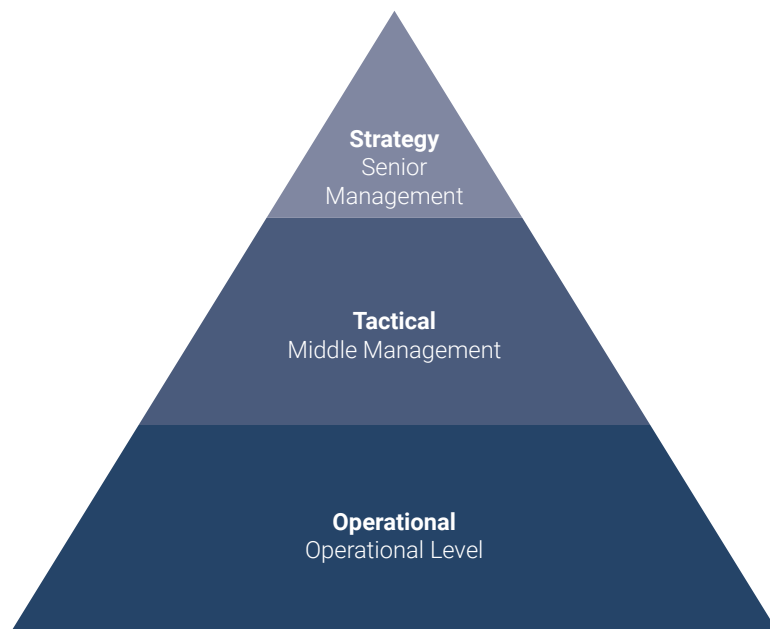 Strategy
Senior
Management
Tactical
Middle Management
Operational
Operational Level